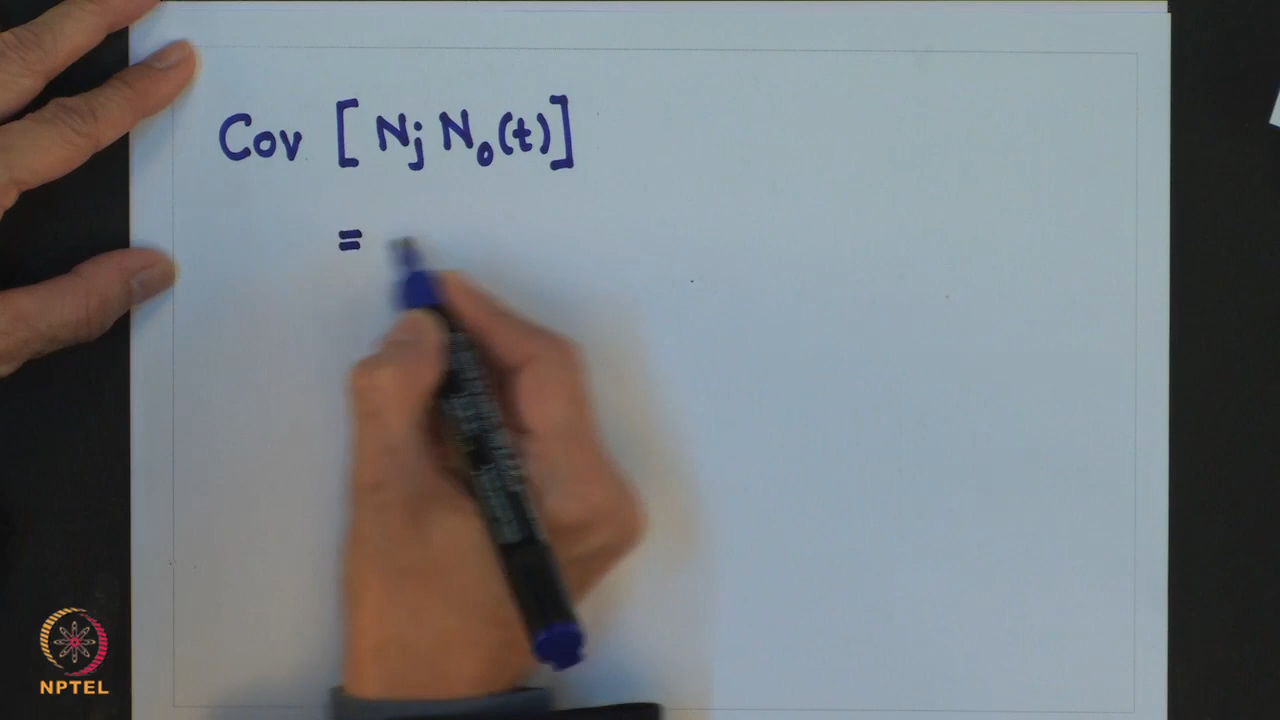 Cov [ Nj N₀(t)]
=
NPTEL